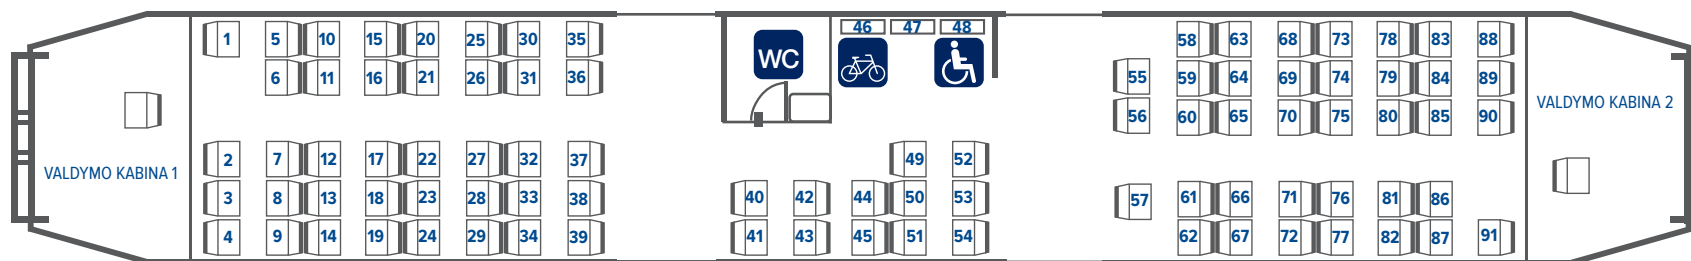 46 47 48
1 5 10 15 20 25 30 35 58 63 68 73 78 83 88
WC
6 11 16 21 26 31 36 55 59 64 69 74 79 84 89
VALDYMO KABINA 2
56 60 65 70 75 80 85 90
2 7 12 17 22 27 32 37 49 52
VALDYMO KABINA 1
3 8 13 18 23 28 33 38 40 42 44 50 53 57 61 66 71 76 81 86
4 9 14 19 24 29 34 39 41 43 45 51 54 62 67 72 77 82 87 91